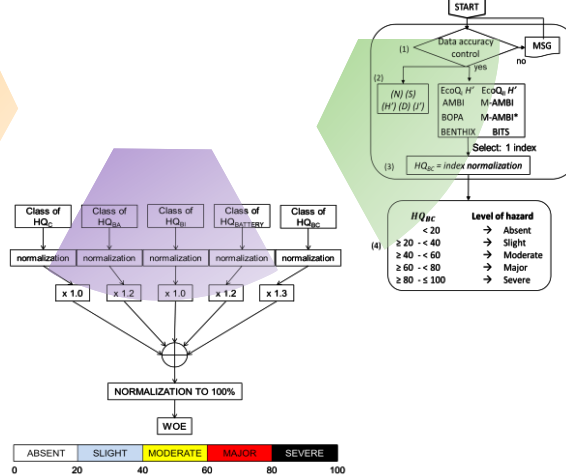 START
Data accuracy
control
(1)
MSG
no
yes
(2)
(N) (S)
(H') (D) (J')
EcoQI H' EcoQII H'
AMBI M-AMBI
BOPA M-AMBI*
BENTHIX BITS
Select: 1 index
(3)
HQBC = index normalization
(4)
HQBC Level of hazard
< 20 → Absent
≥ 20 - < 40 → Slight
≥ 40 - < 60 → Moderate
≥ 60 - < 80 → Major
≥ 80 - ≤ 100 → Severe
Class of Class of Class of Class of Class of
HQC HQBA HQBI HQBATTERY HQBC
normalization normalization normalization normalization normalization
x 1.0 x 1.2 x 1.0 x 1.2 x 1.3
NORMALIZATION TO 100%
WOE
ABSENT SLIGHT MODERATE MAJOR SEVERE
0 20 40 60 80 100